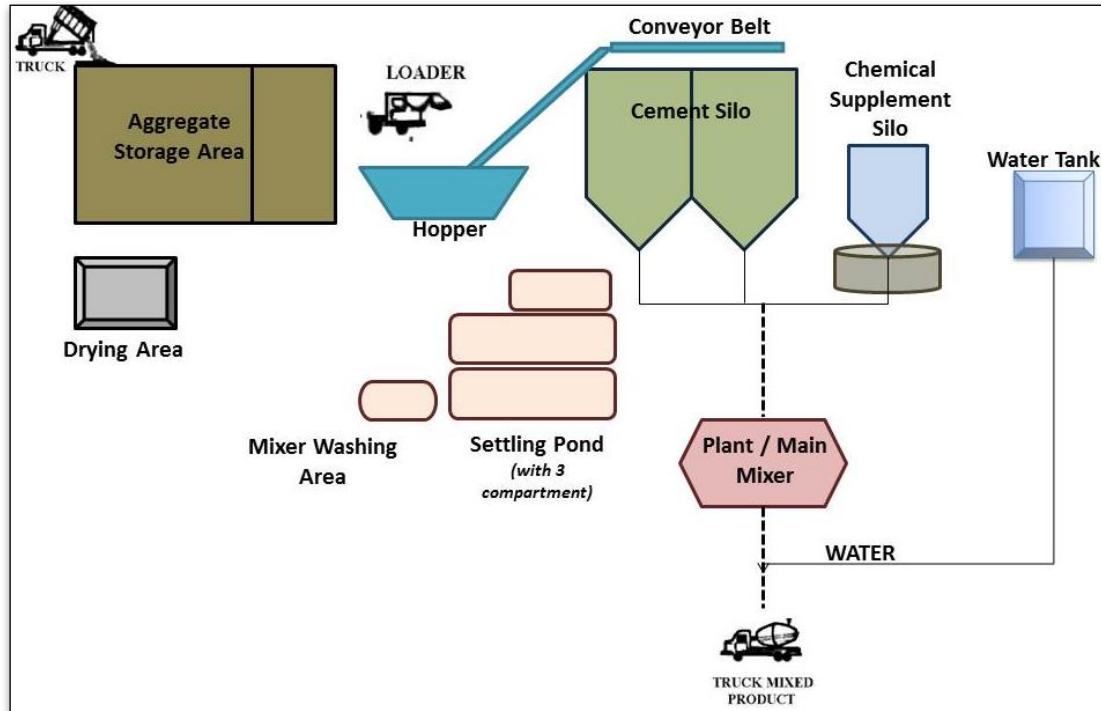 TRUCK
LOADER
Conveyor Belt
Chemical
Supplement
Silo
Aggregate
Storage Area
Cement Silo
Water Tank
Hopper
Drying Area
Mixer Washing
Area
Settling Pond
(with 3
compartment)
Plant / Main
Mixer
WATER
TRUCK MIXED
PRODUCT